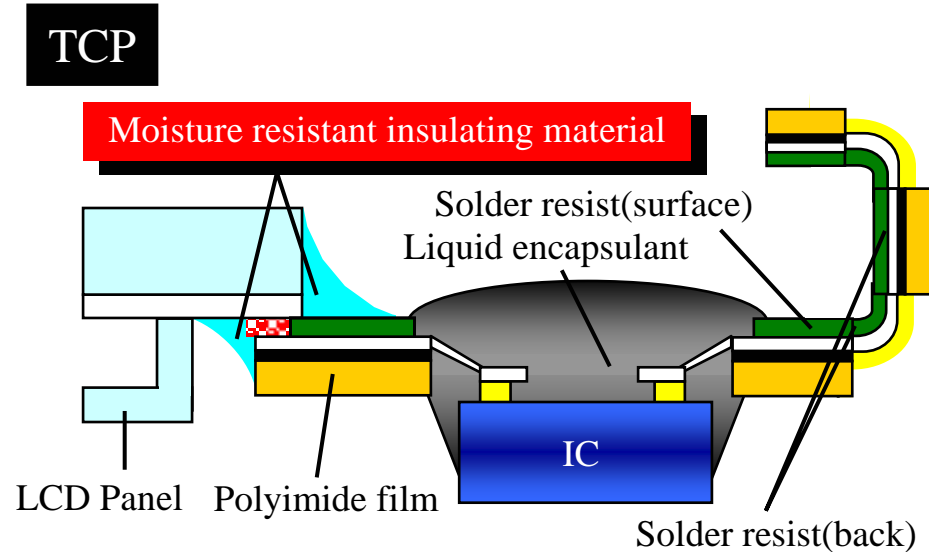 TCP
Moisture resistant insulating material
Solder resist(surface)
Liquid encapsulant
IC
LCD Panel
Polyimide film
Solder resist(back)